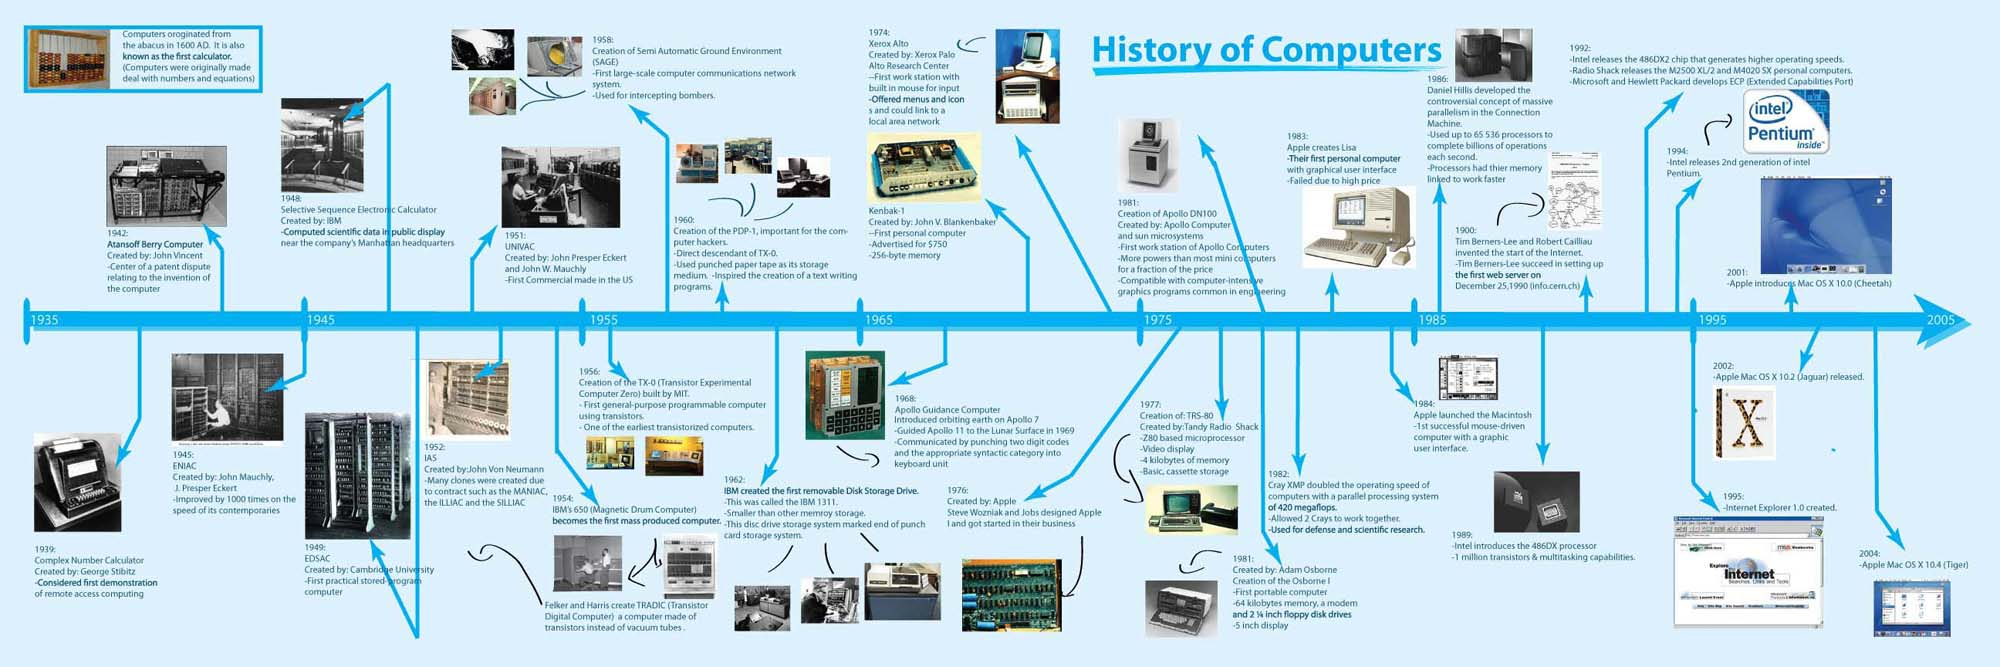 History of Computers
Computers oroginated from
the abacus in 1600 AD. It is also
known as the first calculator.
(Computers were originally made
deal with numbers and equations)
1942:
Atansoff Berry Computer
Created by: John Vincent
-Center of a patent dispute
relating to the invention of
the computer
1948:
Selective Sequence Electronic Calculator
Created by: IBM
-Computed scientific data in public display
near the company's Manhattan headquarters
1951:
UNIVAC
Created by: John Presper Eckert
and John W. Mauchly
-First Commercial made in the US
1958:
Creation of Semi Automatic Ground Environment
(SAGE)
-First large-scale computer communications network
system.
-Used for intercepting bombers.
1960:
Creation of the PDP-1, important for the com-
puter hackers.
-Direct descendant of TX-0.
-Used punched paper tape as its storage
medium. -Inspired the creation of a text writing
programs.
1974:
Xerox Alto
Created by: Xerox Palo
Alto Research Center
--First work station with
built in mouse for input
-Offered menus and icon
s and could link to a
local area network
Kenbak-1
Created by: John V. Blankenbaker
--First personal computer
-Advertised for $750
-256-byte memory
1981:
Creation of Apollo DN100
Created by: Apollo Computer
and sun microsystems
-First work station of Apollo Computers
-More powers than most mini computers
for a fraction of the price
-Compatible with computer-intensive
graphics programs common in engineering
1983:
Apple creates Lisa
-Their first personal computer
with graphical user interface
-Failed due to high price
1986:
Daniel Hillis developed the
controversial concept of massive
parallelism in the Connection
Machine.
-Used up to 65 536 processors to
complete billions of operations
each second.
-Processors had thier memory
linked to work faster
1900:
Tim Berners-Lee and Robert Cailliau
invented the start of the Internet.
-Tim Berners-Lee succeed in setting up
the first web server on
December 25,1990 (info.cern.ch)
1992:
-Intel releases the 486DX2 chip that generates higher operating speeds.
-Radio Shack releases the M2500 XL/2 and M4020 SX personal computers.
-Microsoft and Hewlett Packard develops ECP (Extended Capabilities Port)
intel
Pentium
inside
1994:
-Intel releases 2nd generation of intel
Pentium.
2001:
-Apple introduces Mac OS X 10.0 (Cheetah)
1935
1945
1955
1965
1975
1985
1995
2005
1939:
Complex Number Calculator
Created by: George Stibitz
-Considered first demonstration
of remote access computing
1945:
ENIAC
Created by: John Mauchly,
J. Presper Eckert
-Improved by 1000 times on the
speed of its contemporaries
1949:
EDSAC
Created by: Cambridge University
-First practical stored-program
computer
1952:
IAS
Created by:John Von Neumann
-Many clones were created due
to contract such as the MANIAC,
the ILLIAC and the SILLIAC
1954:
IBM's 650 (Magnetic Drum Computer)
becomes the first mass produced computer.
Felker and Harris create TRADIC (Transistor
Digital Computer) a computer made of
transistors instead of vacuum tubes .
1956:
Creation of the TX-0 (Transistor Experimental
Computer Zero) built by MIT.
- First general-purpose programmable computer
using transistors.
- One of the earliest transistorized computers.
1962:
IBM created the first removable Disk Storage Drive.
-This was called the IBM 1311.
-Smaller than other memroy storage.
-This disc drive storage system marked end of punch
card storage system.
1968:
Apollo Guidance Computer
Introduced orbiting earth on Apollo 7
-Guided Apollo 11 to the Lunar Surface in 1969
-Communicated by punching two digit codes
and the appropriate syntactic category into
keyboard unit
1976:
Created by: Apple
Steve Wozniak and Jobs designed Apple
I and got started in their business
1977:
Creation of: TRS-80
Created by:Tandy Radio Shack
-Z80 based microprocessor
-Video display
-4 kilobytes of memory
-Basic, cassette storage
1981:
Created by: Adam Osborne
Creation of the Osborne I
-First portable computer
-64 kilobytes memory, a modem
and 2 ¼ inch floppy disk drives
-5 inch display
1982:
Cray XMP doubled the operating speed of
computers with a parallel processing system
of 420 megaflops.
-Allowed 2 Crays to work together.
-Used for defense and scientific research.
1984:
Apple launched the Macintosh
-1st successful mouse-driven
computer with a graphic
user interface.
1989:
-Intel introduces the 486DX processor
-1 million transistors & multitasking capabilities.
2002:
-Apple Mac OS X 10.2 (Jaguar) released.
X
1995:
-Internet Explorer 1.0 created.
Explore
Internet
2004:
-Apple Mac OS X 10.4 (Tiger)